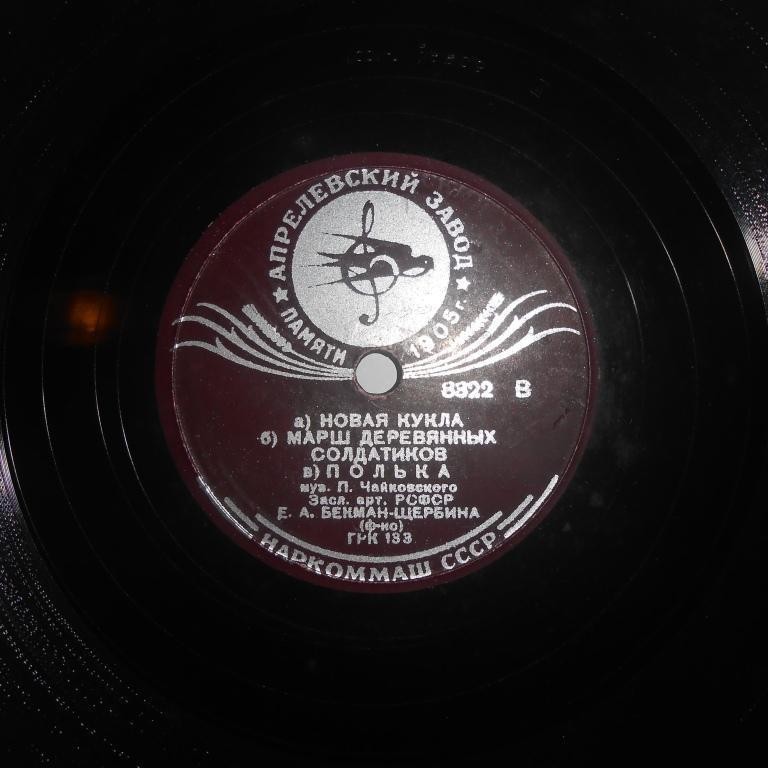 АПРЕЛЕВСКИЙ ЗАВОД
ПАМЯТИ 1905 г.
8322 В
а) НОВАЯ КУКЛА
б) МАРШ ДЕРЕВЯННЫХ
СОЛДАТИКОВ
в) ПОЛЬКА
муз. П. Чайковского
Засл. арт. РСФСР
Е. А. БЕКМАН-ЩЕРБИНА
(ф-но)
ГРК 133
НАРКОММАШ СССР